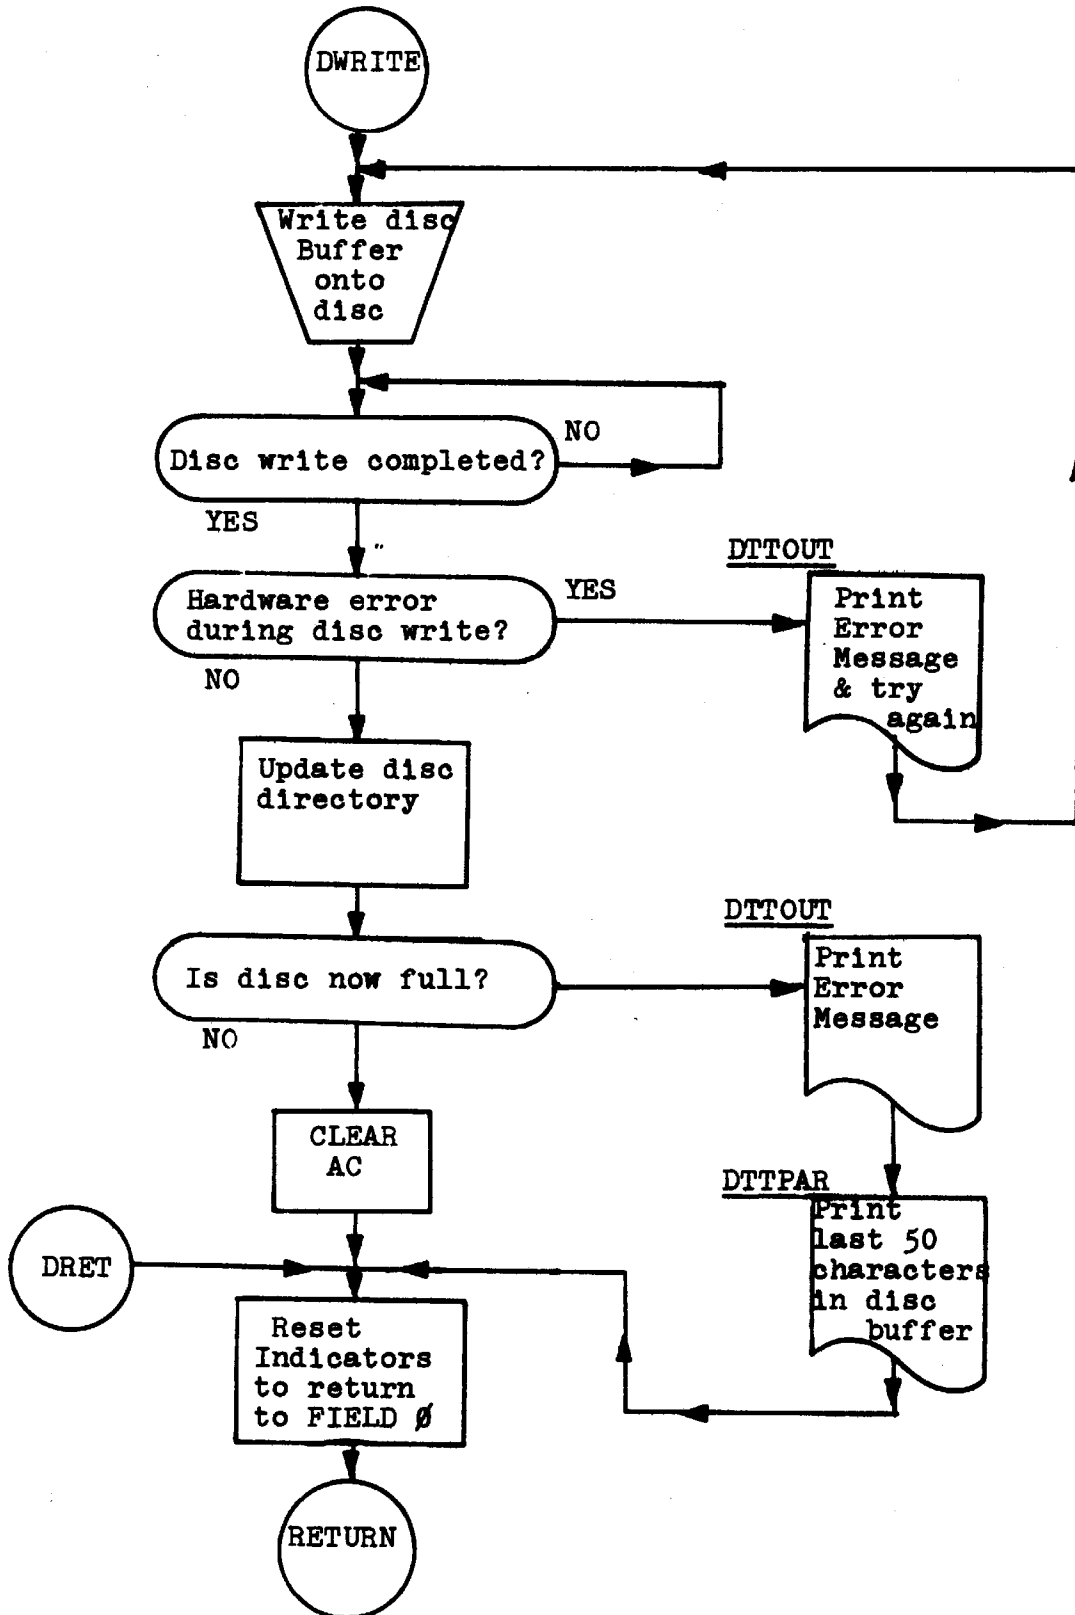 DWRITE
Write disc
Buffer
onto
disc
NO
Disc write completed?
YES
DTTOUT
Hardware error
during disc write?
YES
NO
Print
Error
Message
& try
again
Update disc
directory
DTTOUT
Is disc now full?
NO
Print
Error
Message
CLEAR
AC
DTTPAR
Print
last 50
characters
in disc
buffer
DRET
Reset
Indicators
to return
to FIELD Ø
RETURN